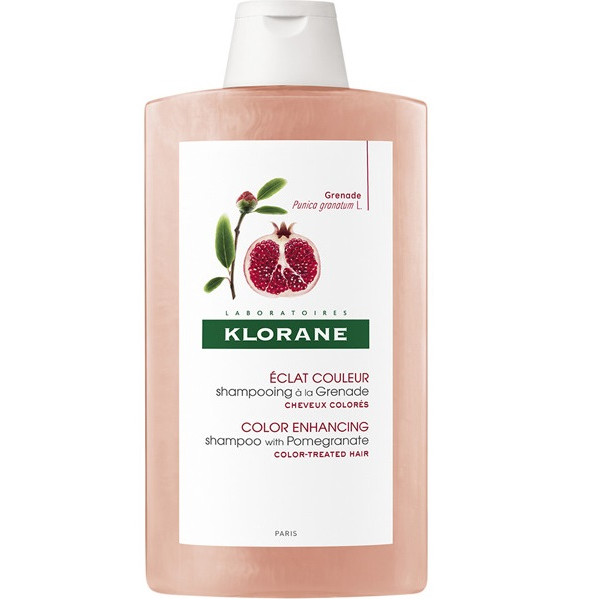 Grenade
Punica granatum L.
LABORATOIRES
KLORANE
ÉCLAT COULEUR
shampooing à la Grenade
CHEVEUX COLORÉS
COLOR ENHANCING
shampoo with Pomegranate
COLOR-TREATED HAIR
PARIS